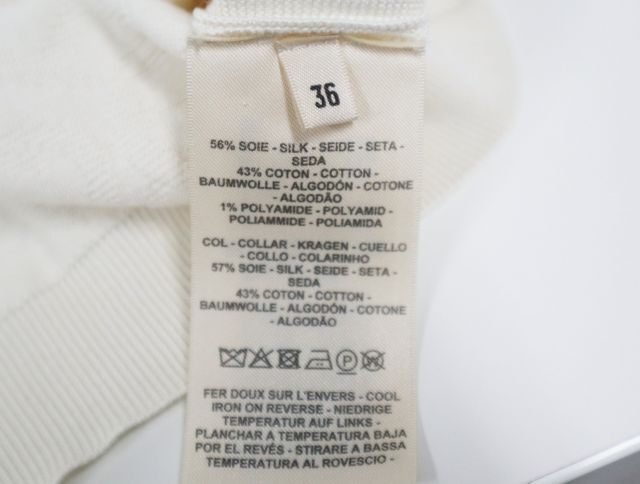 36
56% SOIE - SILK - SEIDE - SETA -
SEDA
43% COTON - COTTON -
BAUMWOLLE - ALGODÓN - COTONE
- ALGODÃO
1% POLYAMIDE - POLYAMID -
POLIAMMIDE - POLIAMIDA
COL - COLLAR - KRAGEN - CUELLO
- COLLO - COLARINHO
57% SOIE - SILK - SEIDE - SETA -
SEDA
43% COTON - COTTON -
BAUMWOLLE - ALGODÓN - COTONE
- ALGODÃO
P
FER DOUX SUR L'ENVERS - COOL
IRON ON REVERSE - NIEDRIGE
TEMPERATUR AUF LINKS -
PLANCHAR A TEMPERATURA BAJA
POR EL REVÉS - STIRARE A BASSA
TEMPERATURA AL ROVESCIO -